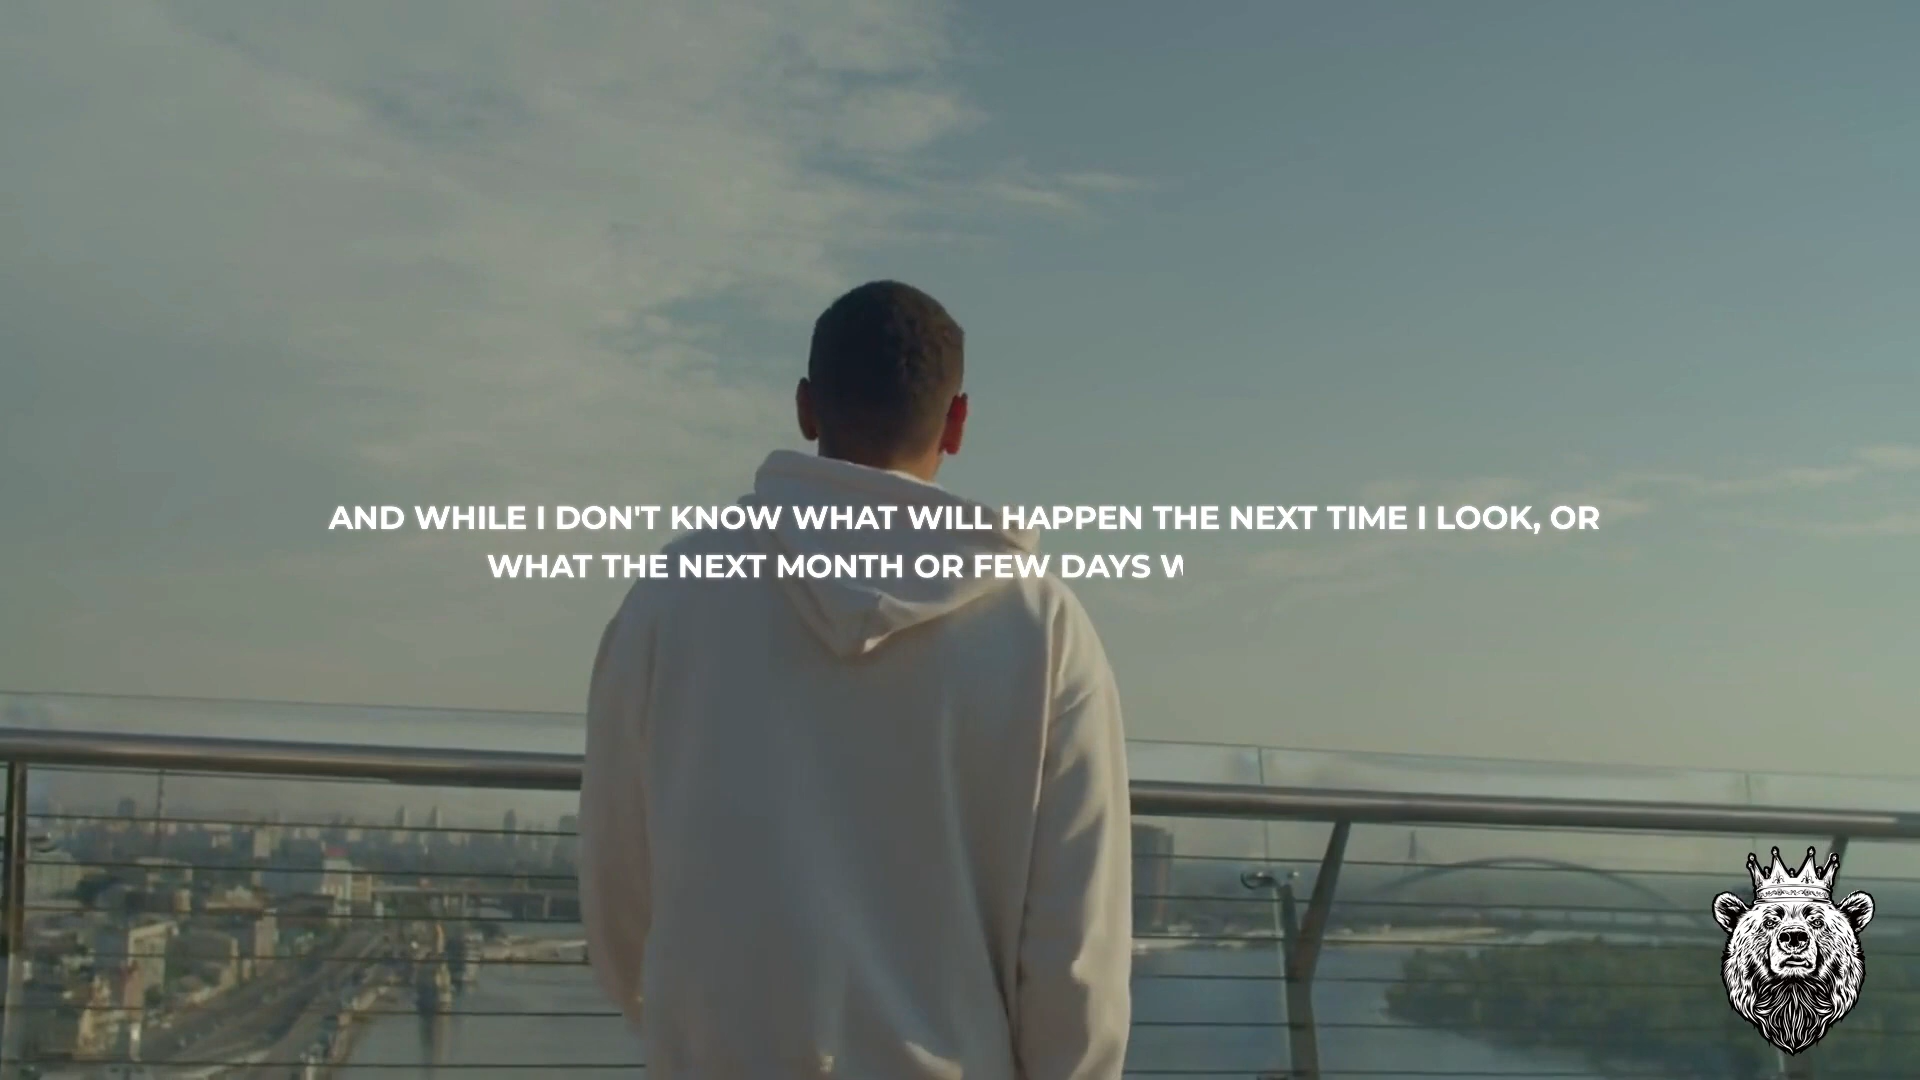 AND WHILE I DON'T KNOW WHAT WILL HAPPEN THE NEXT TIME I LOOK, OR
WHAT THE NEXT MONTH OR FEW DAYS